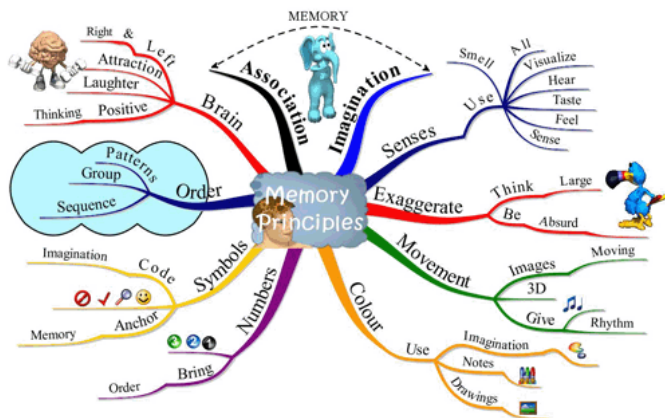 MEMORY
Memory
Principles
Association
Imagination
Senses
Use
Smell
All
Visualize
Hear
Taste
Feel
Sense
Exaggerate
Think
Large
Be
Absurd
Movement
Images
Moving
3D
Give
Rhythm
Colour
Use
Imagination
Notes
Drawings
Numbers
Bring
Order
Symbols
Code
Imagination
Anchor
Memory
Order
Patterns
Group
Sequence
Brain
Right & Left
Attraction
Laughter
Positive
Thinking